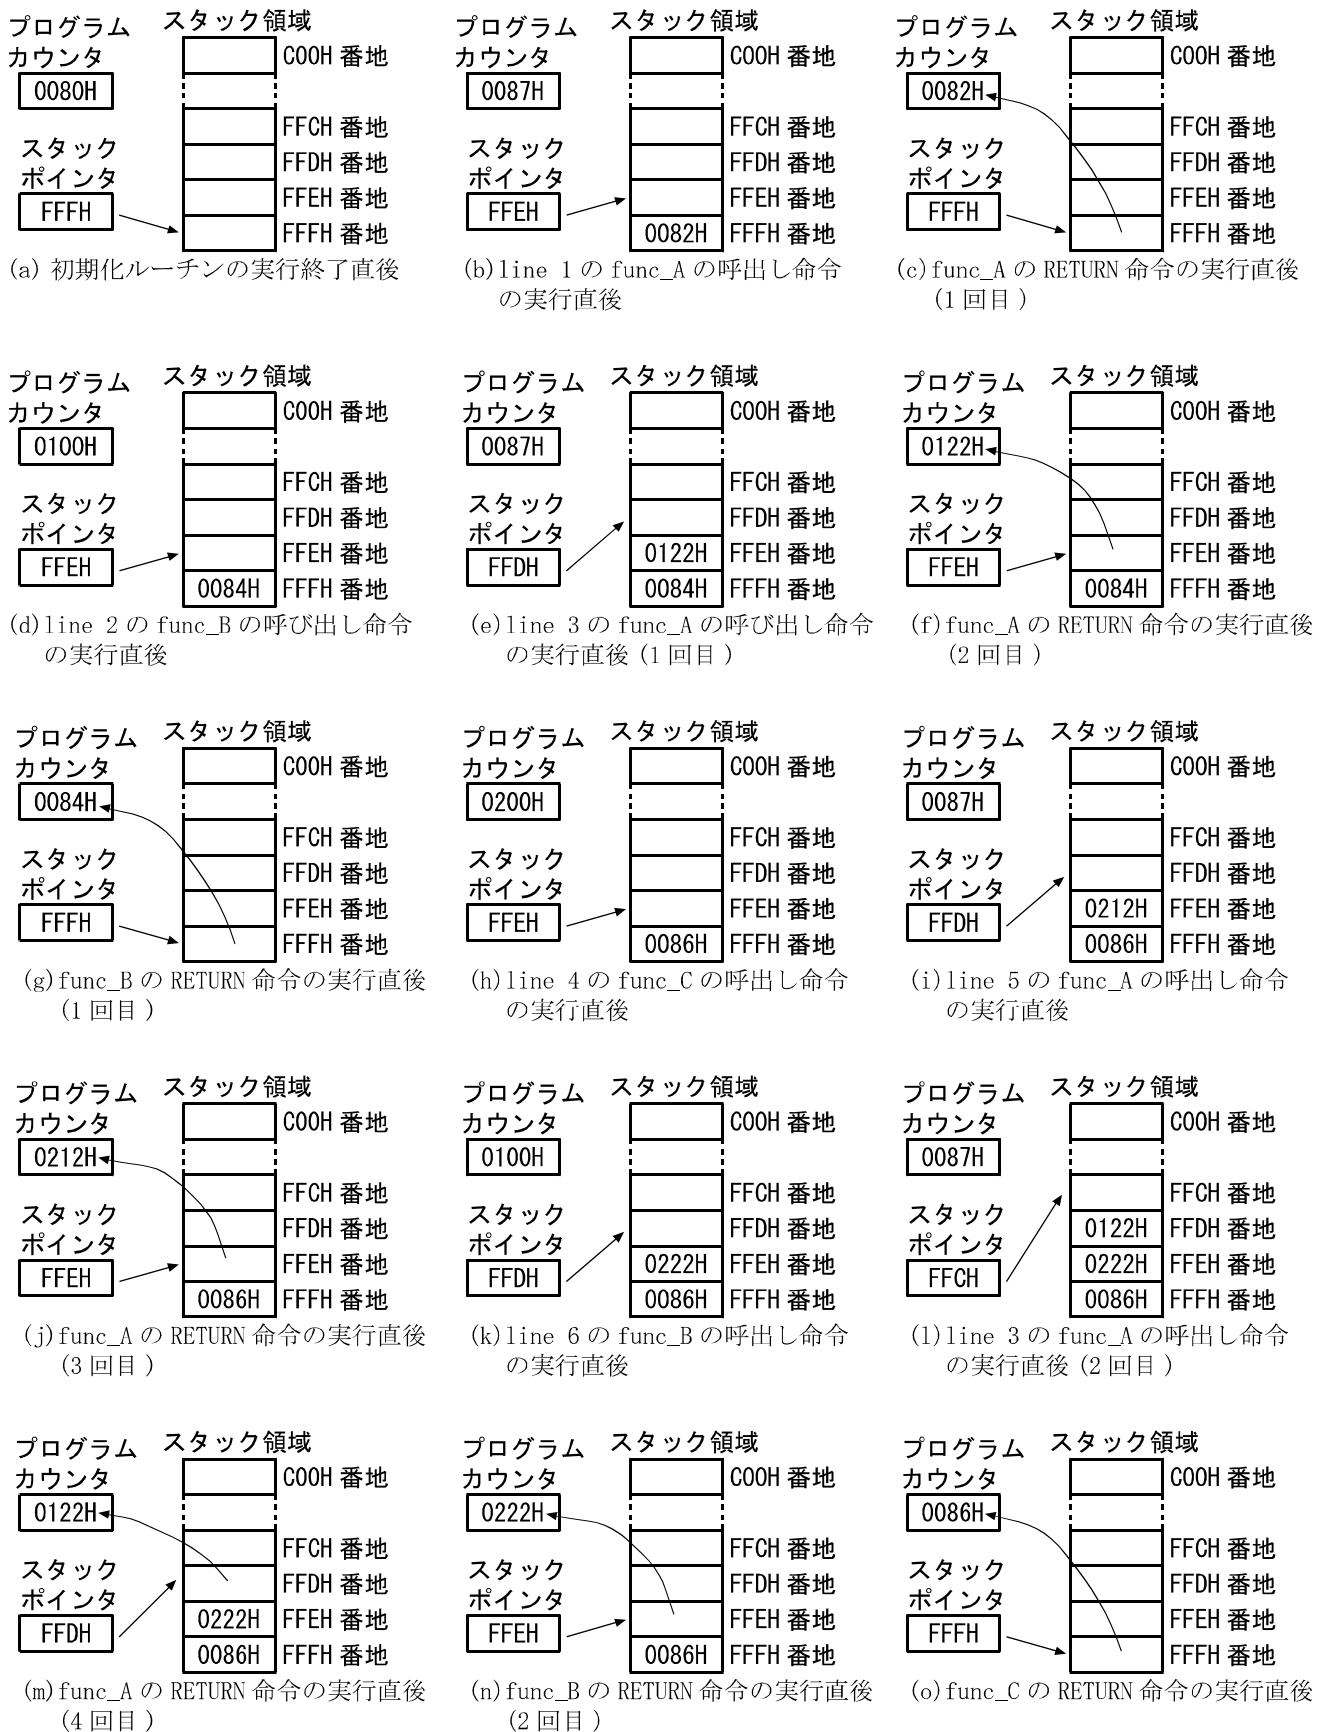 プログラム
カウンタ
0080H
スタック
ポインタ
FFFH
スタック領域
C00H 番地
FFCH 番地
FFDH 番地
FFEH 番地
FFFH 番地
(a) 初期化ルーチンの実行終了直後
プログラム
カウンタ
0087H
スタック
ポインタ
FFEH
スタック領域
C00H 番地
FFCH 番地
FFDH 番地
FFEH 番地
0082H FFFH 番地
(b)line 1 の func_A の呼出し命令
の実行直後
プログラム
カウンタ
0082H
スタック
ポインタ
FFFH
スタック領域
C00H 番地
FFCH 番地
FFDH 番地
FFEH 番地
FFFH 番地
(c)func_A の RETURN 命令の実行直後
(1 回目 )
プログラム
カウンタ
0100H
スタック
ポインタ
FFEH
スタック領域
C00H 番地
FFCH 番地
FFDH 番地
FFEH 番地
0084H FFFH 番地
(d)line 2 の func_B の呼び出し命令
の実行直後
プログラム
カウンタ
0087H
スタック
ポインタ
FFDH
スタック領域
C00H 番地
FFCH 番地
FFDH 番地
0122H FFEH 番地
0084H FFFH 番地
(e)line 3 の func_A の呼び出し命令
の実行直後 (1 回目 )
プログラム
カウンタ
0122H
スタック
ポインタ
FFEH
スタック領域
C00H 番地
FFCH 番地
FFDH 番地
FFEH 番地
0084H FFFH 番地
(f)func_A の RETURN 命令の実行直後
(2 回目 )
プログラム
カウンタ
0084H
スタック
ポインタ
FFFH
スタック領域
C00H 番地
FFCH 番地
FFDH 番地
FFEH 番地
FFFH 番地
(g)func_B の RETURN 命令の実行直後
(1 回目 )
プログラム
カウンタ
0200H
スタック
ポインタ
FFEH
スタック領域
C00H 番地
FFCH 番地
FFDH 番地
FFEH 番地
0086H FFFH 番地
(h)line 4 の func_C の呼出し命令
の実行直後
プログラム
カウンタ
0087H
スタック
ポインタ
FFDH
スタック領域
C00H 番地
FFCH 番地
FFDH 番地
0212H FFEH 番地
0086H FFFH 番地
(i)line 5 の func_A の呼出し命令
の実行直後
プログラム
カウンタ
0212H
スタック
ポインタ
FFEH
スタック領域
C00H 番地
FFCH 番地
FFDH 番地
FFEH 番地
0086H FFFH 番地
(j)func_A の RETURN 命令の実行直後
(3 回目 )
プログラム
カウンタ
0100H
スタック
ポインタ
FFDH
スタック領域
C00H 番地
FFCH 番地
FFDH 番地
0222H FFEH 番地
0086H FFFH 番地
(k)line 6 の func_B の呼出し命令
の実行直後
プログラム
カウンタ
0087H
スタック
ポインタ
FFCH
スタック領域
C00H 番地
FFCH 番地
0122H FFDH 番地
0222H FFEH 番地
0086H FFFH 番地
(l)line 3 の func_A の呼出し命令
の実行直後 (2 回目 )
プログラム
カウンタ
0122H
スタック
ポインタ
FFDH
スタック領域
C00H 番地
FFCH 番地
FFDH 番地
0222H FFEH 番地
0086H FFFH 番地
(m)func_A の RETURN 命令の実行直後
(4 回目 )
プログラム
カウンタ
0222H
スタック
ポインタ
FFEH
スタック領域
C00H 番地
FFCH 番地
FFDH 番地
FFEH 番地
0086H FFFH 番地
(n)func_B の RETURN 命令の実行直後
(2 回目 )
プログラム
カウンタ
0086H
スタック
ポインタ
FFFH
スタック領域
C00H 番地
FFCH 番地
FFDH 番地
FFEH 番地
FFFH 番地
(o)func_C の RETURN 命令の実行直後